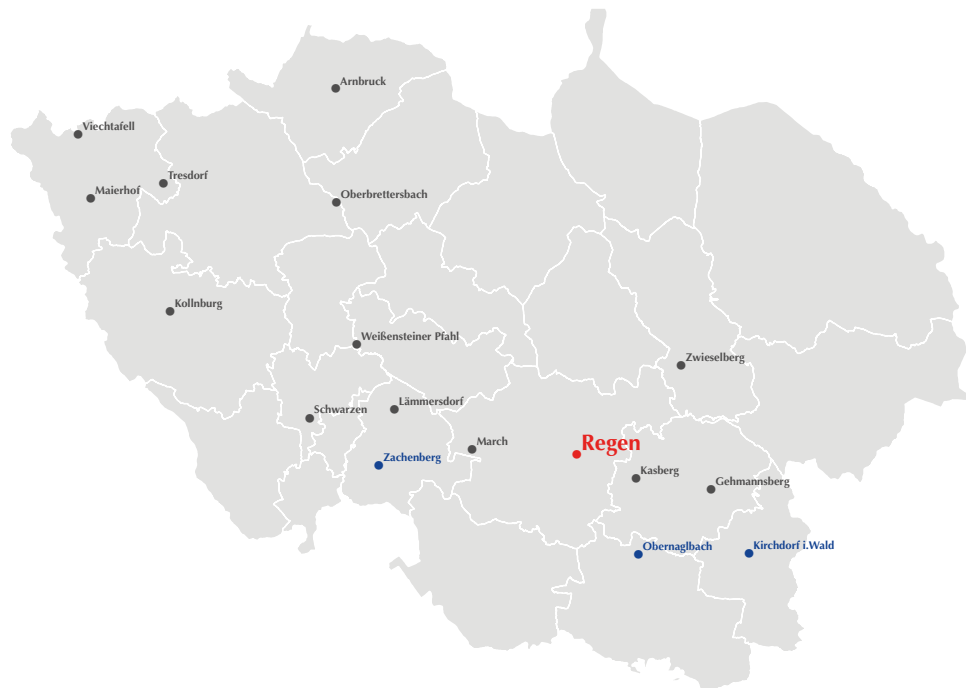 Arnbruck
Viechtafell
Tresdorf
Maierhof
Oberbrettersbach
Kollnburg
Weißensteiner Pfahl
Zwieselberg
Lämmersdorf
Schwarzen
March
Regen
Zachenberg
Kasberg
Gehmannsberg
Obernaglbach
Kirchdorf i.Wald